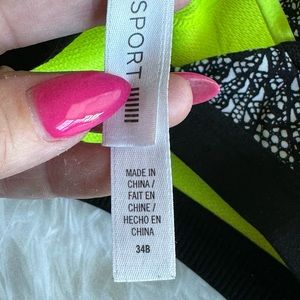 SPORT
MADE IN
CHINA /
FAIT EN
CHINE /
HECHO EN
CHINA
34B